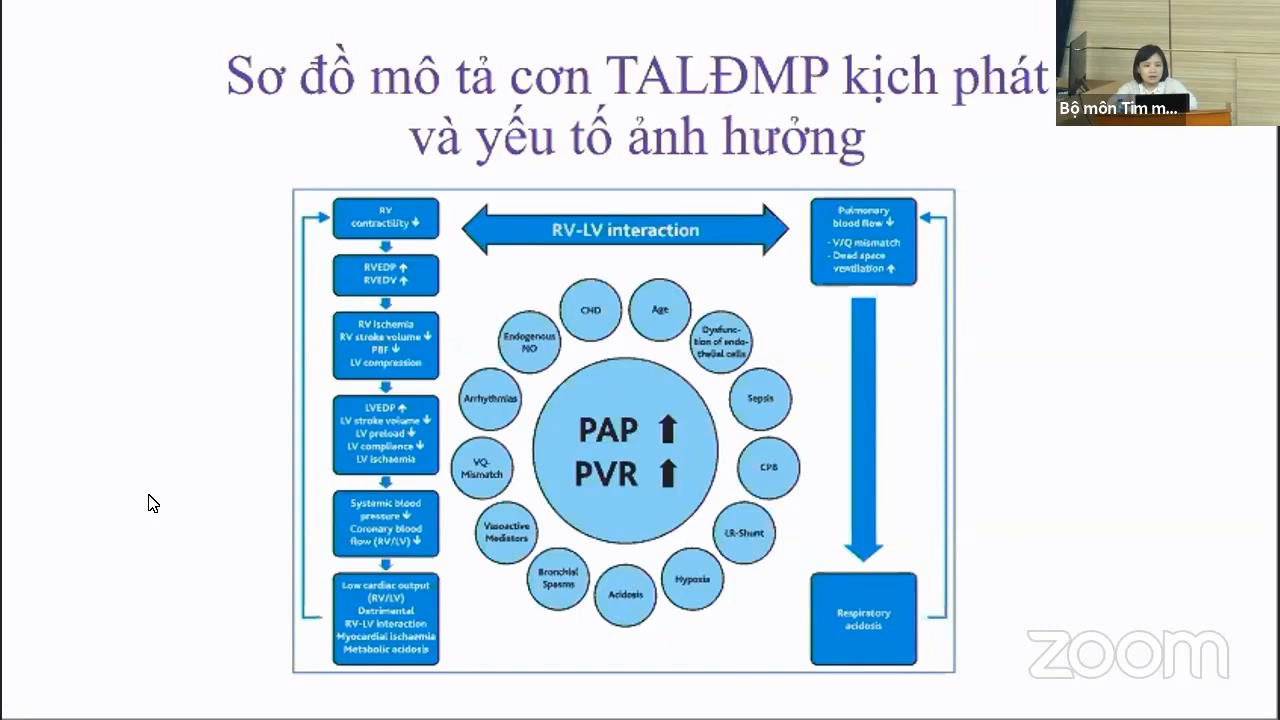 Sơ đồ mô tả cơn TALĐMP kịch phát
và yếu tố ảnh hưởng
Bộ môn Tim m...
RV
contractility ↓
RVEDP ↑
RVEDV ↑
RV Ischemia
RV stroke volume ↓
PBF ↓
LV compression
LVEDP ↑
LV stroke volume ↓
LV preload ↓
LV compliance ↓
LV ischaemia
Systemic blood
pressure ↓
Coronary blood
flow (RV/LV) ↓
Low cardiac output
(RV/LV)
Detrimental
RV-LV Interaction
Myocardial ischaemia
Metabolic acidosis
RV-LV interaction
CHD
Age
Dysfunc-
tion of endo-
thelial cells
Sepsis
CPB
LR-Shunt
Hypoxia
Acidosis
Bronchial
Spasms
Vasoactive
Mediators
VQ-
Mismatch
Arrhythmias
Endogenous
NO
PAP ↑
PVR ↑
Pulmonary
blood flow ↓
- V/Q mismatch
- Dead space
ventilation ↑
Respiratory
acidosis
zoom